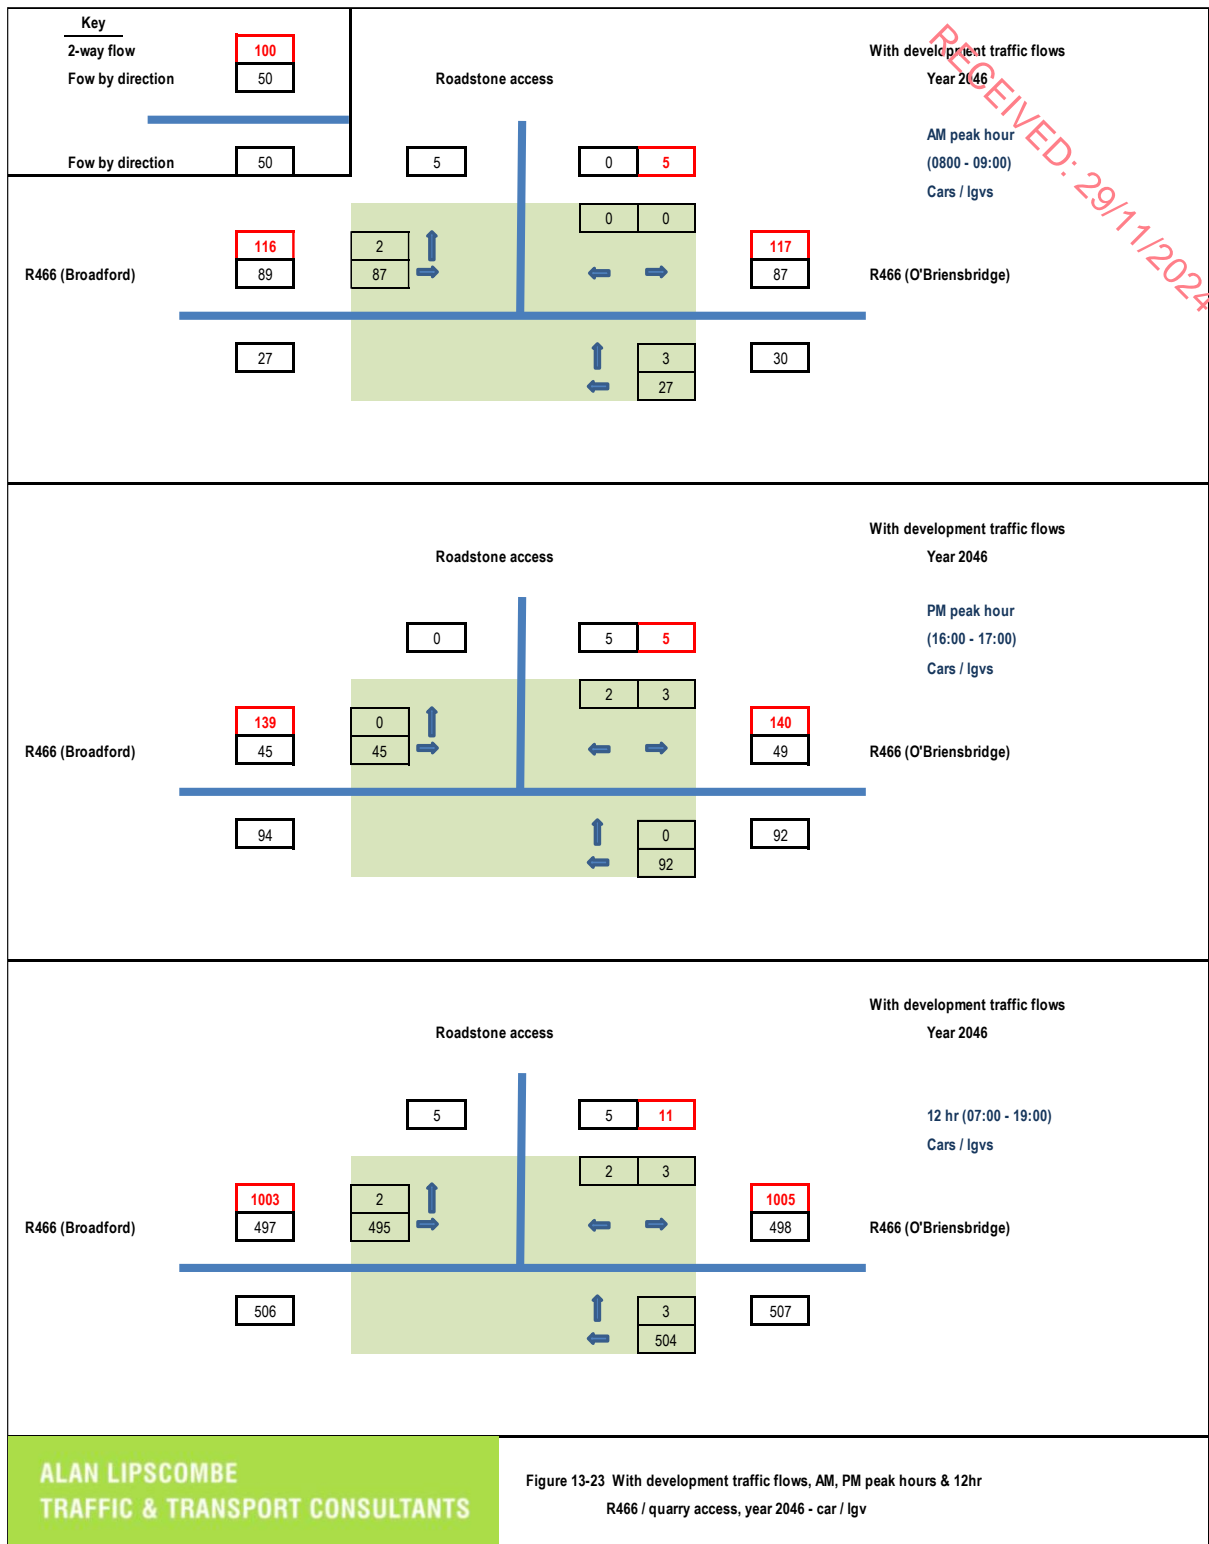 Key
2-way flow 100
Fow by direction 50
Fow by direction 50
Roadstone access
With development traffic flows
Year 2046
AM peak hour
(0800 - 09:00)
Cars / lgvs
RECEIVED: 29/11/2024
5 0 5
0 0
116 2 117
R466 (Broadford) 89 87 87 R466 (O'Briensbridge)
27 3 30
27
With development traffic flows
Roadstone access Year 2046
PM peak hour
0 5 5 (16:00 - 17:00)
Cars / lgvs
2 3
139 0 140
R466 (Broadford) 45 45 49 R466 (O'Briensbridge)
94 0 92
92
With development traffic flows
Roadstone access Year 2046
5 5 11 12 hr (07:00 - 19:00)
Cars / lgvs
2 3
1003 2 1005
R466 (Broadford) 497 495 498 R466 (O'Briensbridge)
506 3 507
504
ALAN LIPSCOMBE
TRAFFIC & TRANSPORT CONSULTANTS
Figure 13-23 With development traffic flows, AM, PM peak hours & 12hr
R466 / quarry access, year 2046 - car / lgv